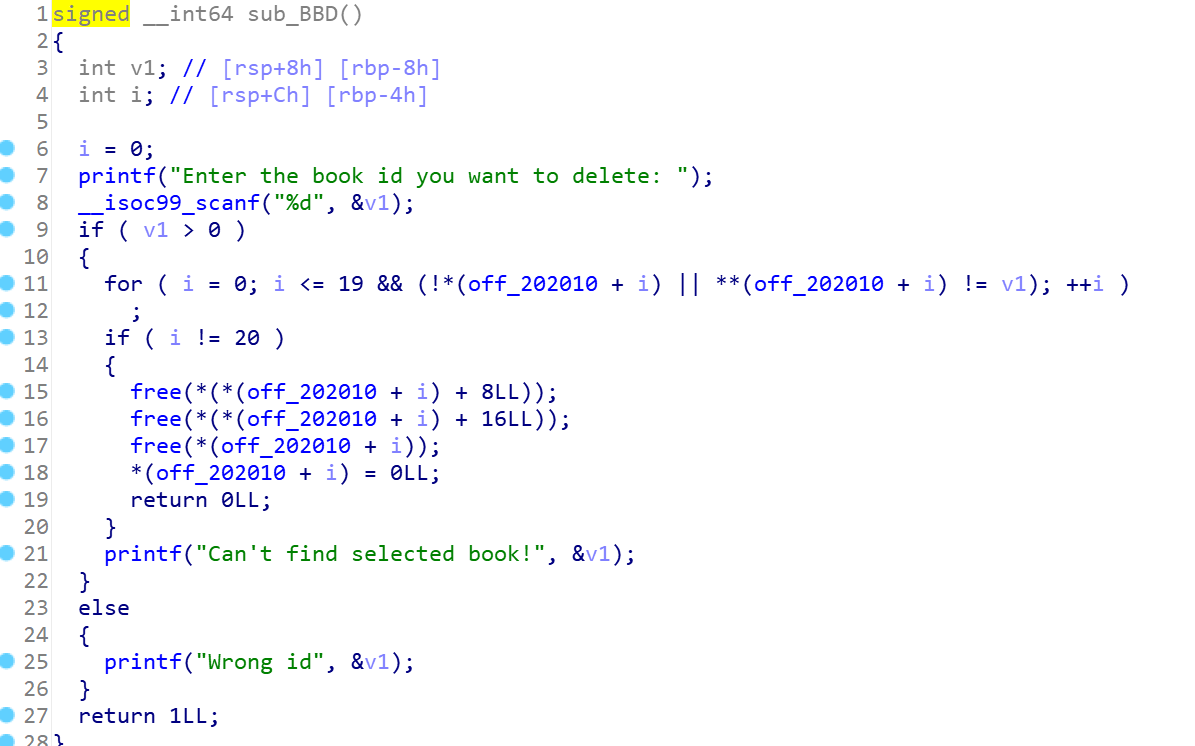 1 signed __int64 sub_BBD()
2 {
3 int v1; // [rsp+8h] [rbp-8h]
4 int i; // [rsp+Ch] [rbp-4h]
5
6 i = 0;
7 printf("Enter the book id you want to delete: ");
8 __isoc99_scanf("%d", &v1);
9 if ( v1 > 0 )
10 {
11 for ( i = 0; i <= 19 && (!*(off_202010 + i) || **(off_202010 + i) != v1); ++i )
12 ;
13 if ( i != 20 )
14 {
15 free(*(*(off_202010 + i) + 8LL));
16 free(*(*(off_202010 + i) + 16LL));
17 free(*(off_202010 + i));
18 *(off_202010 + i) = 0LL;
19 return 0LL;
20 }
21 printf("Can't find selected book!", &v1);
22 }
23 else
24 {
25 printf("Wrong id", &v1);
26 }
27 return 1LL;
28 }